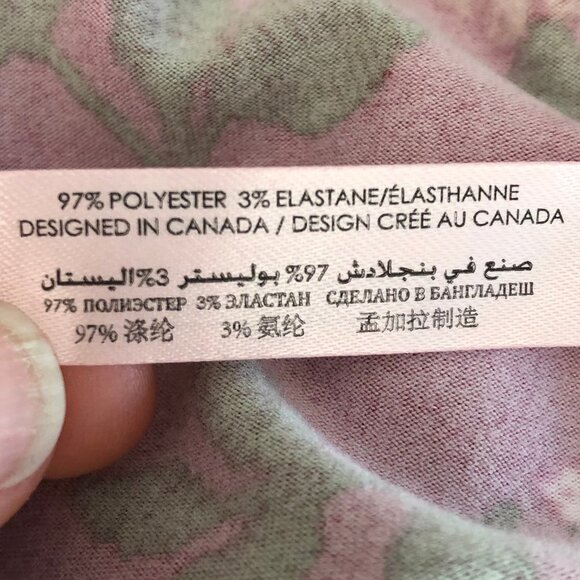 97% POLYESTER 3% ELASTANE/ÉLASTHANNE
DESIGNED IN CANADA / DESIGN CRÉÉ AU CANADA
صنع في بنجلادش 97% بوليستر 3% اليستان
97% ПОЛИЭСТЕР 3% ЭЛАСТАН СДЕЛАНО В БАНГЛАДЕШ
97% 涤纶 3% 氨纶 孟加拉制造